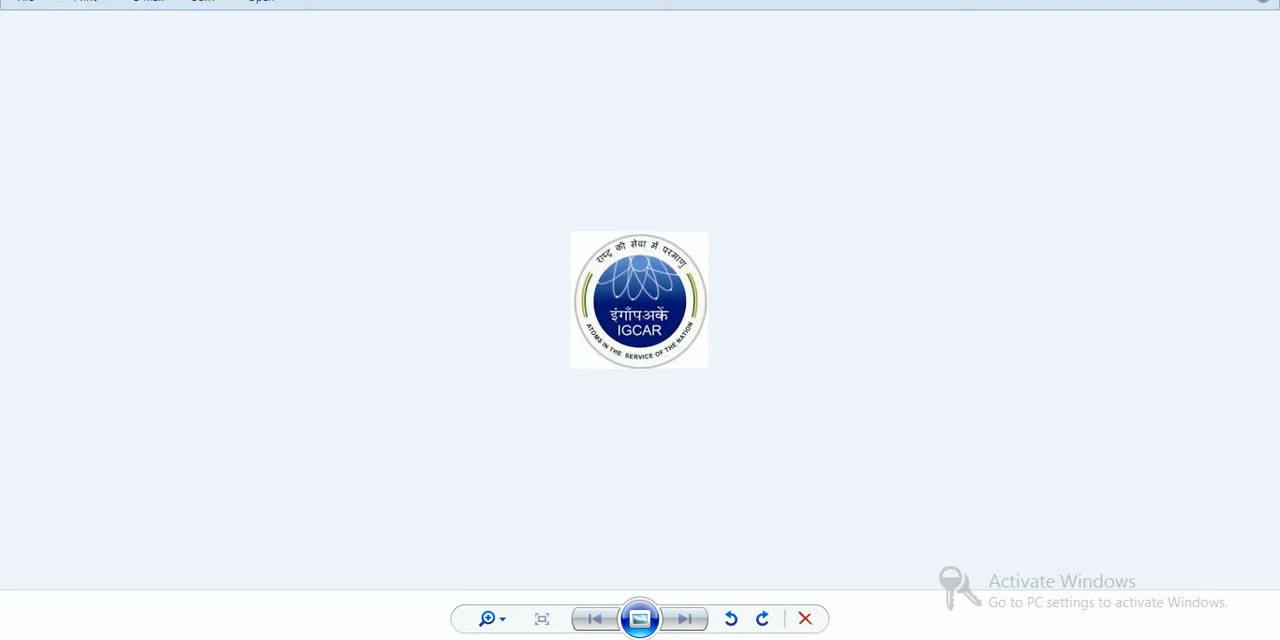 राष्ट्र की सेवा में परमाणु
इंगाँपअकें
IGCAR
ATOMS IN THE SERVICE OF THE NATION
Activate Windows
Go to PC settings to activate Windows.